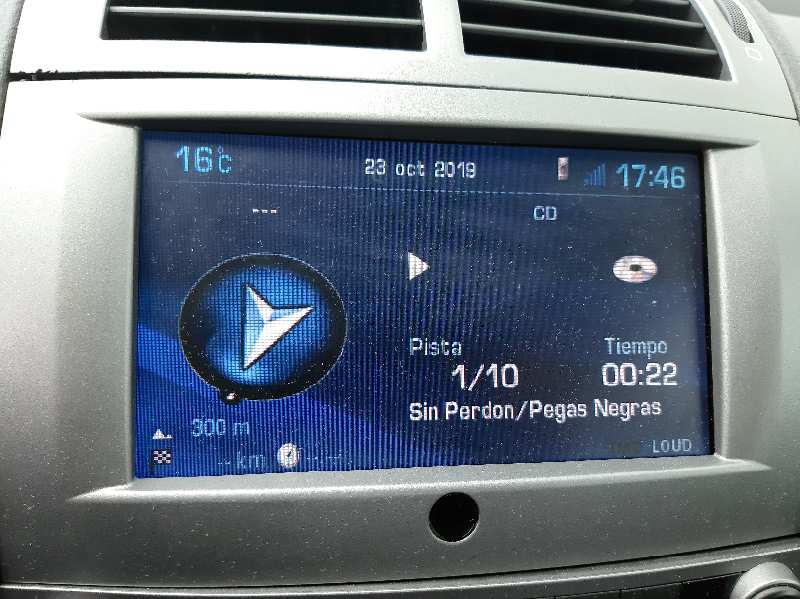 16°C 23 oct 2019 17:46
--- CD
Pista Tiempo
1/10 00:22
Sin Perdon/Pegas Negras
300 m
-- km --:--
LOUD